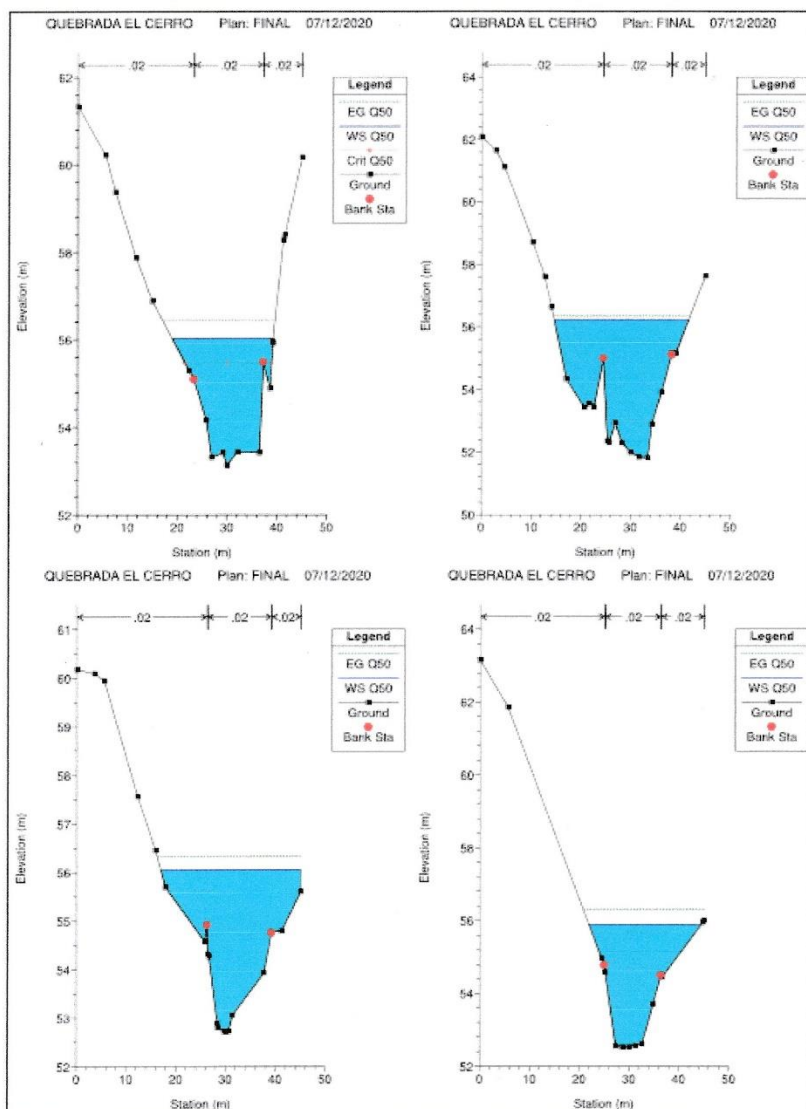 QUEBRADA EL CERRO Plan: FINAL 07/12/2020
.02 .02 .02
Legend
EG Q50
WS Q50
Crit Q50
Ground
Bank Sta
Elevation (m)
62
60
58
56
54
52
0 10 20 30 40 50
Station (m)
QUEBRADA EL CERRO Plan: FINAL 07/12/2020
.02 .02 .02
Legend
EG Q50
WS Q50
Ground
Bank Sta
Elevation (m)
64
62
60
58
56
54
52
50
0 10 20 30 40 50
Station (m)
QUEBRADA EL CERRO Plan: FINAL 07/12/2020
.02 .02 .02
Legend
EG Q50
WS Q50
Ground
Bank Sta
Elevation (m)
61
60
59
58
57
56
55
54
53
52
0 10 20 30 40 50
Station (m)
QUEBRADA EL CERRO Plan: FINAL 07/12/2020
.02 .02 .02
Legend
EG Q50
WS Q50
Ground
Bank Sta
Elevation (m)
64
62
60
58
56
54
52
0 10 20 30 40 50
Station (m)